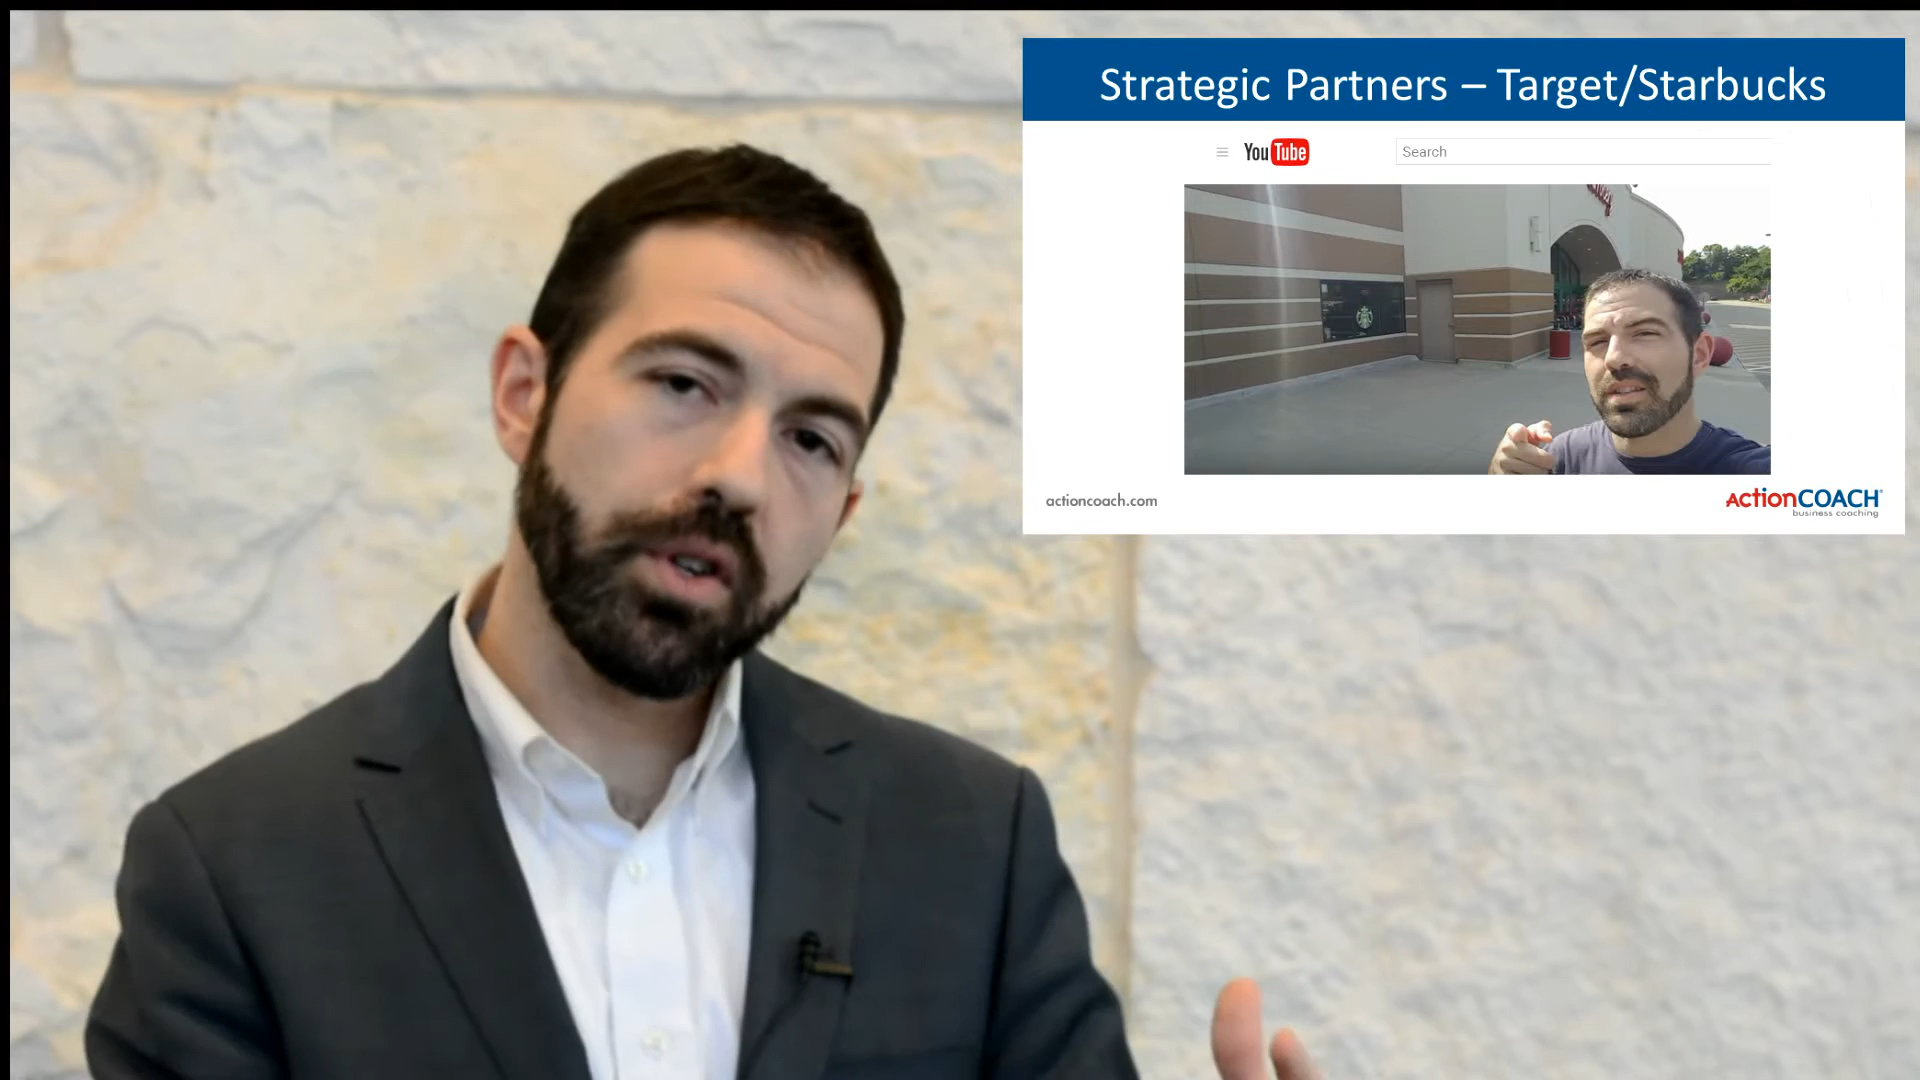 Strategic Partners – Target/Starbucks
YouTube
Search
actioncoach.com
ActionCOACH®
business coaching